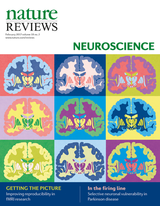 nature
REVIEWS
NEUROSCIENCE
GETTING THE PICTURE
Improving reproducibility in
fMRI research
In the firing line
Selective neuronal vulnerability in
Parkinson disease